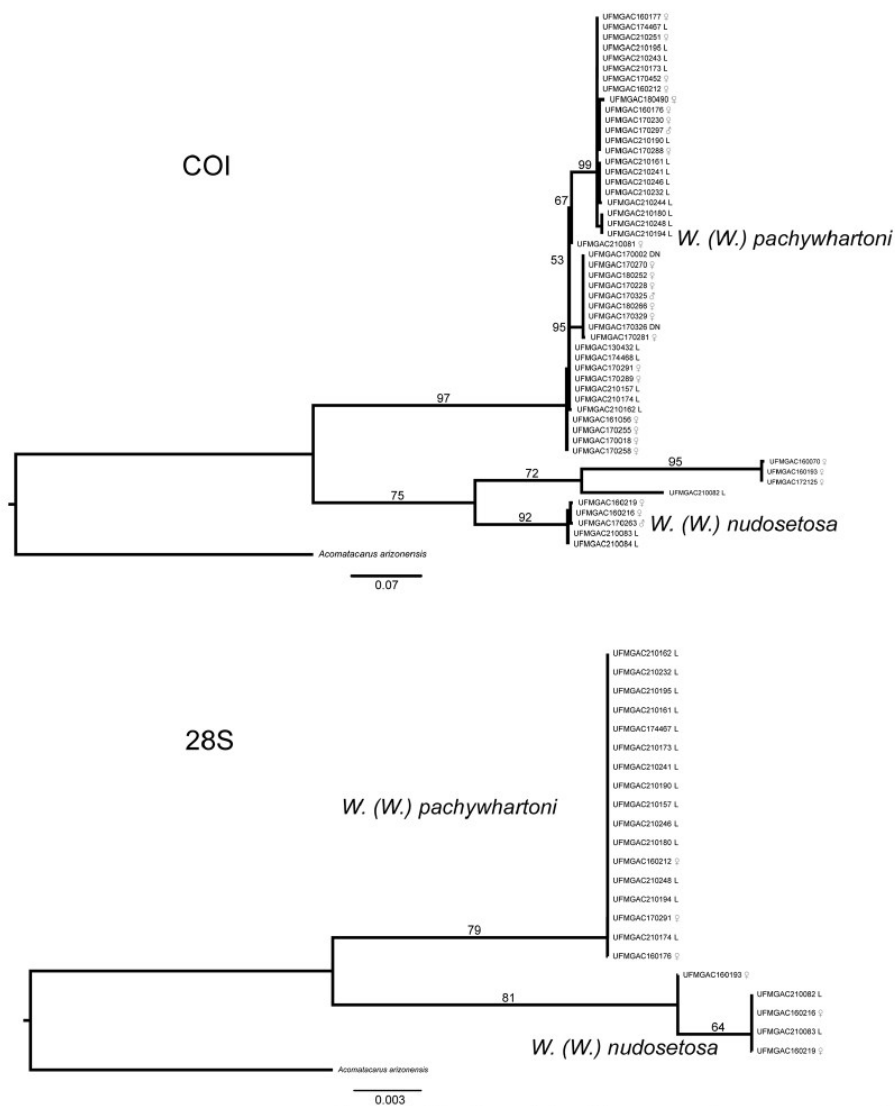 UFMGAC160177 ♀
UFMGAC174467 L
UFMGAC210251 ♀
UFMGAC210195 L
UFMGAC210243 L
UFMGAC210173 L
UFMGAC170452 ♀
UFMGAC160212 ♀
UFMGAC180490 ♀
UFMGAC160176 ♀
UFMGAC170230 ♀
UFMGAC170297 ♂
UFMGAC210190 L
UFMGAC170288 ♀
COI
99
UFMGAC210161 L
UFMGAC210241 L
UFMGAC210246 L
UFMGAC210232 L
UFMGAC210244 L
67
UFMGAC210180 L
UFMGAC210248 L
UFMGAC210194 L
W. (W.) pachywhartoni
UFMGAC210081 ♀
53
UFMGAC170002 DN
UFMGAC170270 ♀
UFMGAC180252 ♀
UFMGAC170228 ♀
UFMGAC170325 ♂
UFMGAC180266 ♀
UFMGAC170329 ♀
95
UFMGAC170326 DN
UFMGAC170281 ♀
UFMGAC130432 L
UFMGAC174468 L
UFMGAC170291 ♀
UFMGAC170289 ♀
UFMGAC210157 L
UFMGAC210174 L
97
UFMGAC210162 L
UFMGAC161056 ♀
UFMGAC170255 ♀
UFMGAC170018 ♀
UFMGAC170258 ♀
95
UFMGAC160070 ♀
UFMGAC160193 ♀
UFMGAC172125 ♀
72
UFMGAC210082 L
75
UFMGAC160219 ♀
UFMGAC160216 ♀
92
UFMGAC170263 ♂
W. (W.) nudosetosa
UFMGAC210083 L
UFMGAC210084 L
Acomatacarus arizonensis
0.07
UFMGAC210162 L
UFMGAC210232 L
UFMGAC210195 L
UFMGAC210161 L
28S
UFMGAC174467 L
UFMGAC210173 L
UFMGAC210241 L
UFMGAC210190 L
W. (W.) pachywhartoni
UFMGAC210157 L
UFMGAC210246 L
UFMGAC210180 L
UFMGAC160212 ♀
UFMGAC210248 L
UFMGAC210194 L
UFMGAC170291 ♀
79
UFMGAC210174 L
UFMGAC160176 ♀
UFMGAC160193 ♀
81
UFMGAC210082 L
UFMGAC160216 ♀
64
UFMGAC210083 L
W. (W.) nudosetosa
UFMGAC160219 ♀
Acomatacarus arizonensis
0.003